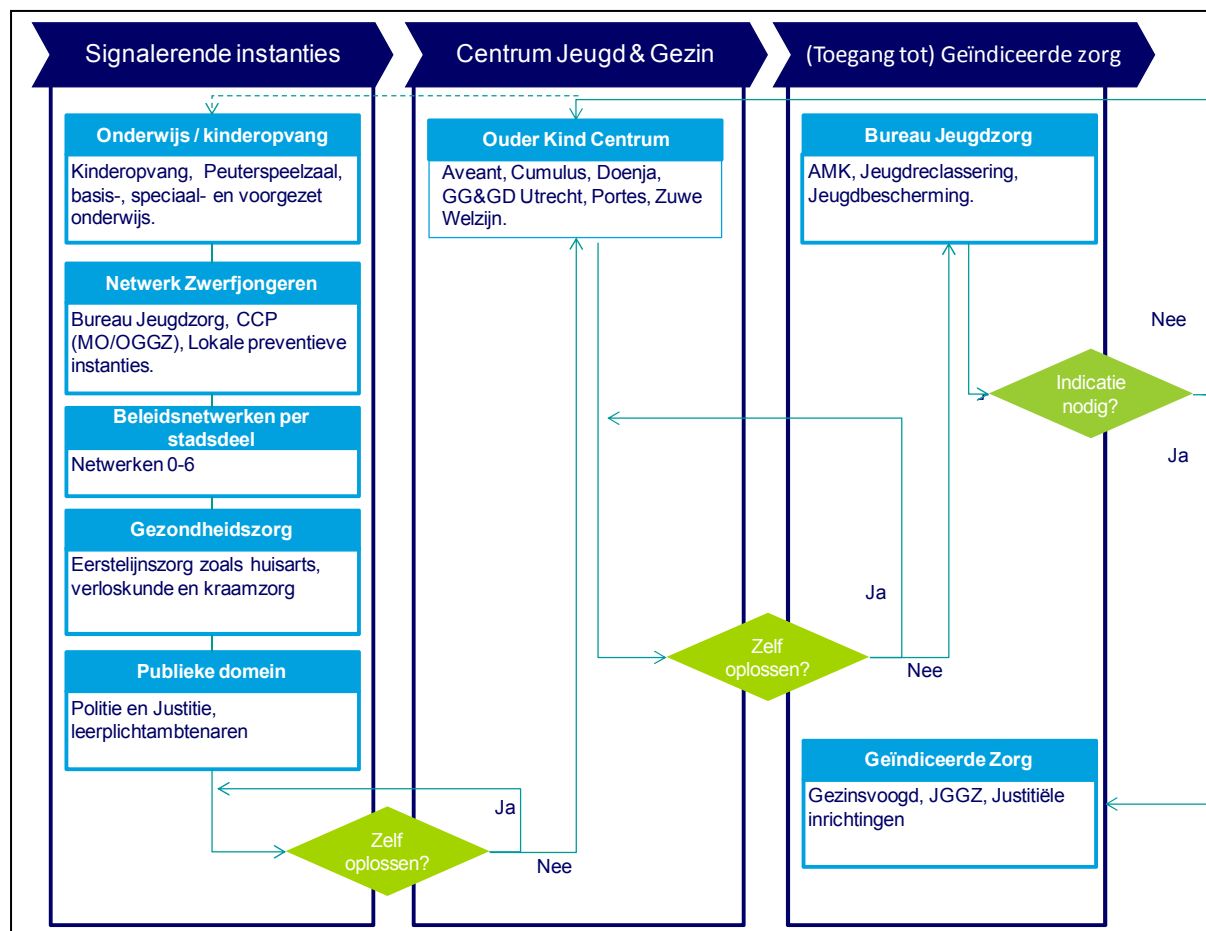 Signalerende instanties
Centrum Jeugd & Gezin
(Toegang tot) Geïndiceerde zorg
Onderwijs / kinderopvang
Kinderopvang, Peuterspeelzaal,
basis-, speciaal- en voorgezet
onderwijs.
Netwerk Zwerfjongeren
Bureau Jeugdzorg, CCP
(MO/OGGZ), Lokale preventieve
instanties.
Beleidsnetwerken per
stadsdeel
Netwerken 0-6
Gezondheidszorg
Eerstelijnszorg zoals huisarts,
verloskunde en kraamzorg
Publieke domein
Politie en Justitie,
leerplichtambtenaren
Zelf
oplossen?
Ja
Nee
Ouder Kind Centrum
Aveant, Cumulus, Doenja,
GG&GD Utrecht, Portes, Zuwe
Welzijn.
Zelf
oplossen?
Ja
Nee
Bureau Jeugdzorg
AMK, Jeugdreclassering,
Jeugdbescherming.
Indicatie
nodig?
Nee
Ja
Geïndiceerde Zorg
Gezinsvoogd, JGGZ, Justitiële
inrichtingen